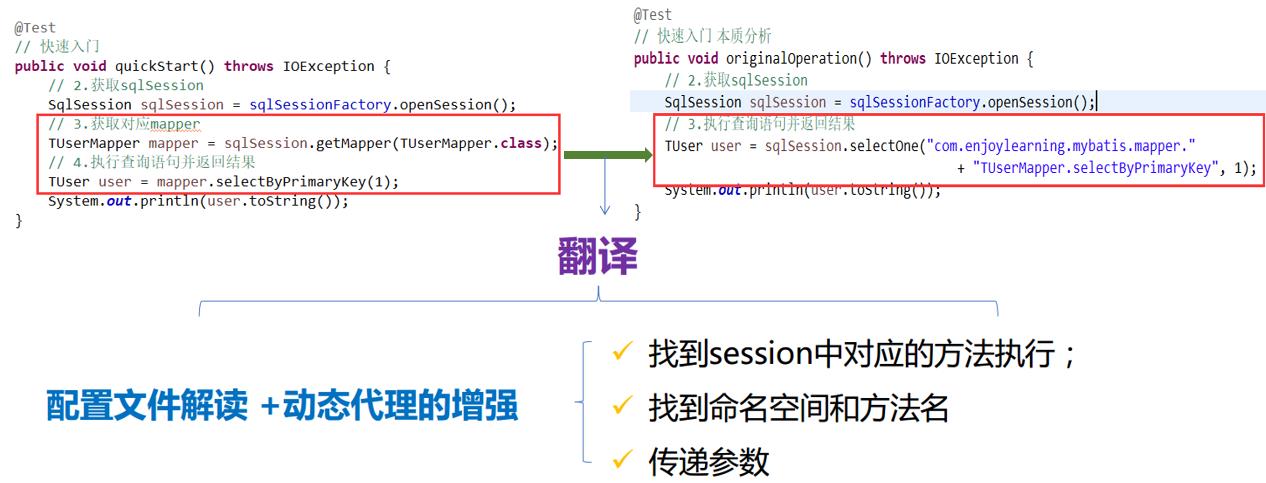 @Test
// 快速入门
public void quickStart() throws IOException {
// 2.获取sqlSession
SqlSession sqlSession = sqlSessionFactory.openSession();
// 3.获取对应mapper
TUserMapper mapper = sqlSession.getMapper(TUserMapper.class);
// 4.执行查询语句并返回结果
TUser user = mapper.selectByPrimaryKey(1);
System.out.println(user.toString());
}
@Test
// 快速入门 本质分析
public void originalOperation() throws IOException {
// 2.获取sqlSession
SqlSession sqlSession = sqlSessionFactory.openSession();
// 3.执行查询语句并返回结果
TUser user = sqlSession.selectOne("com.enjoylearning.mybatis.mapper."
+ "TUserMapper.selectByPrimaryKey", 1);
System.out.println(user.toString());
}
翻译
配置文件解读 +动态代理的增强
✓ 找到session中对应的方法执行；
✓ 找到命名空间和方法名
✓ 传递参数